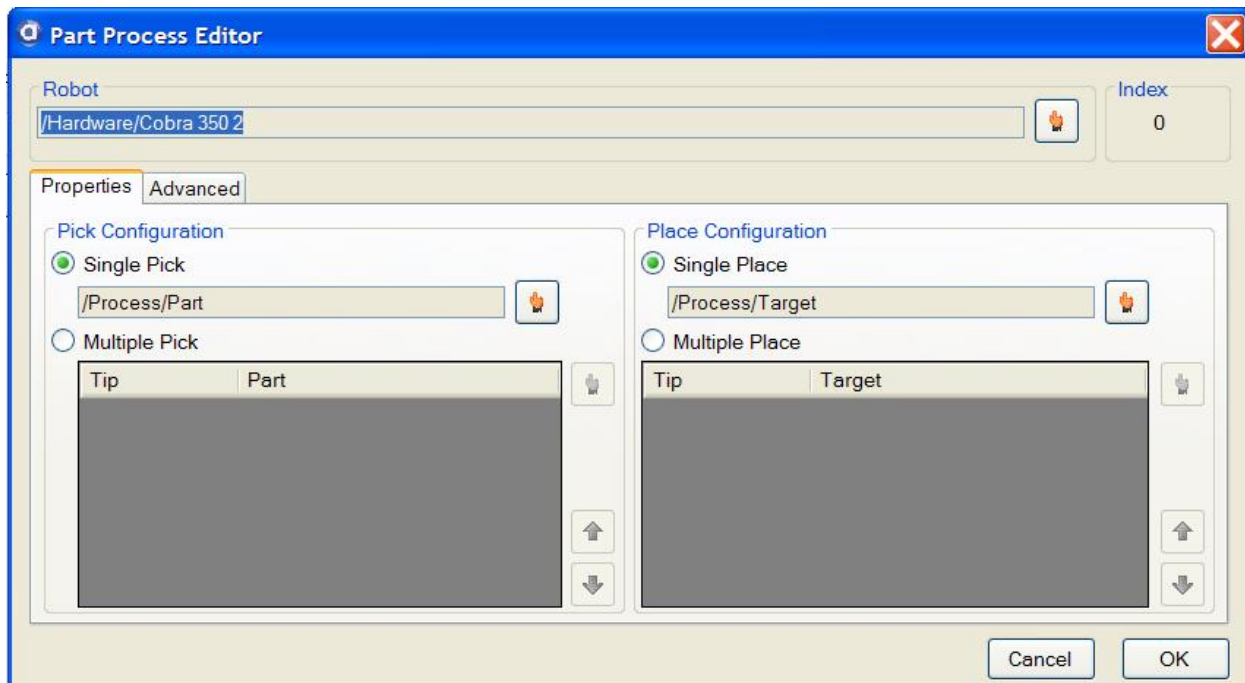 Part Process Editor
Robot
Index
/Hardware/Cobra 350 2
0
Properties
Advanced
Pick Configuration
Place Configuration
Single Pick
Single Place
/Process/Part
/Process/Target
Multiple Pick
Multiple Place
Tip Part
Tip Target
Cancel
OK